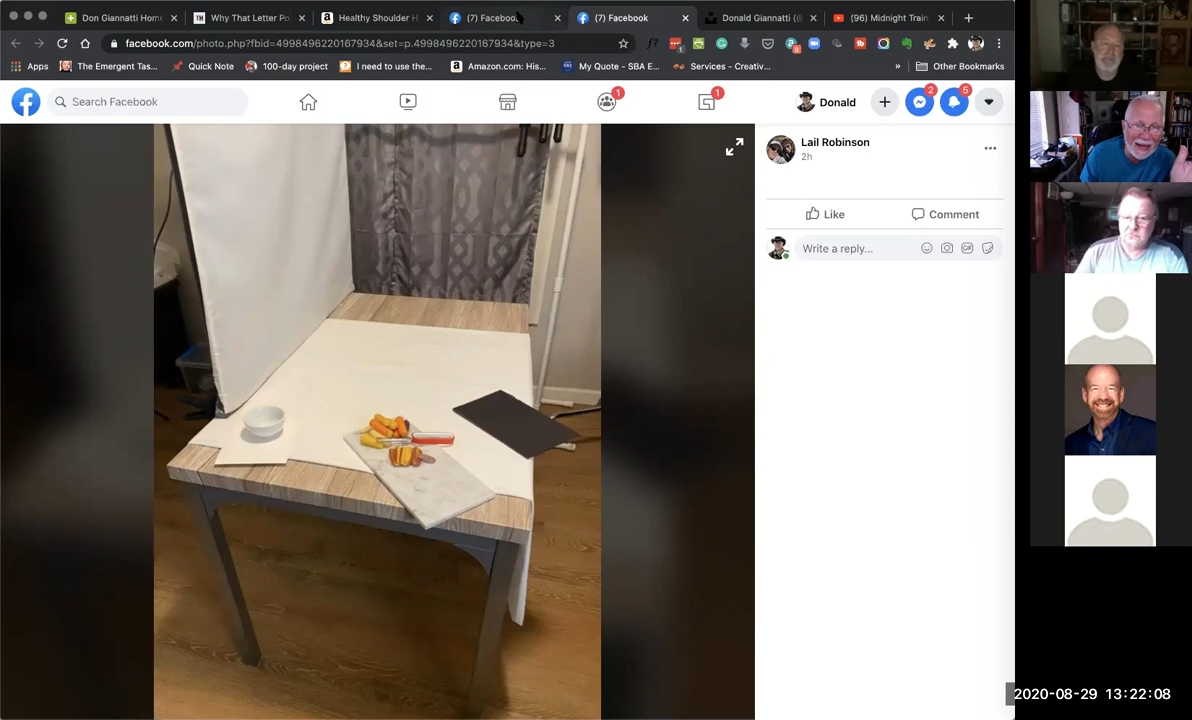 Don Giannatti Hom
Why That Letter Po
Healthy Shoulder H
(7) Facebook
(7) Facebook
Donald Giannatti (@
(96) Midnight Train
facebook.com/photo.php?fbid=4998496220167934&set=p.4998496220167934&type=3
Apps
The Emergent Tas...
Quick Note
100-day project
I need to use the...
Amazon.com: His...
My Quote - SBA E...
Services - Creativ...
»
Other Bookmarks
Search Facebook
1
1
Donald
2
5
Lail Robinson
2h
Like
Comment
Write a reply...
2020-08-29 13:22:08